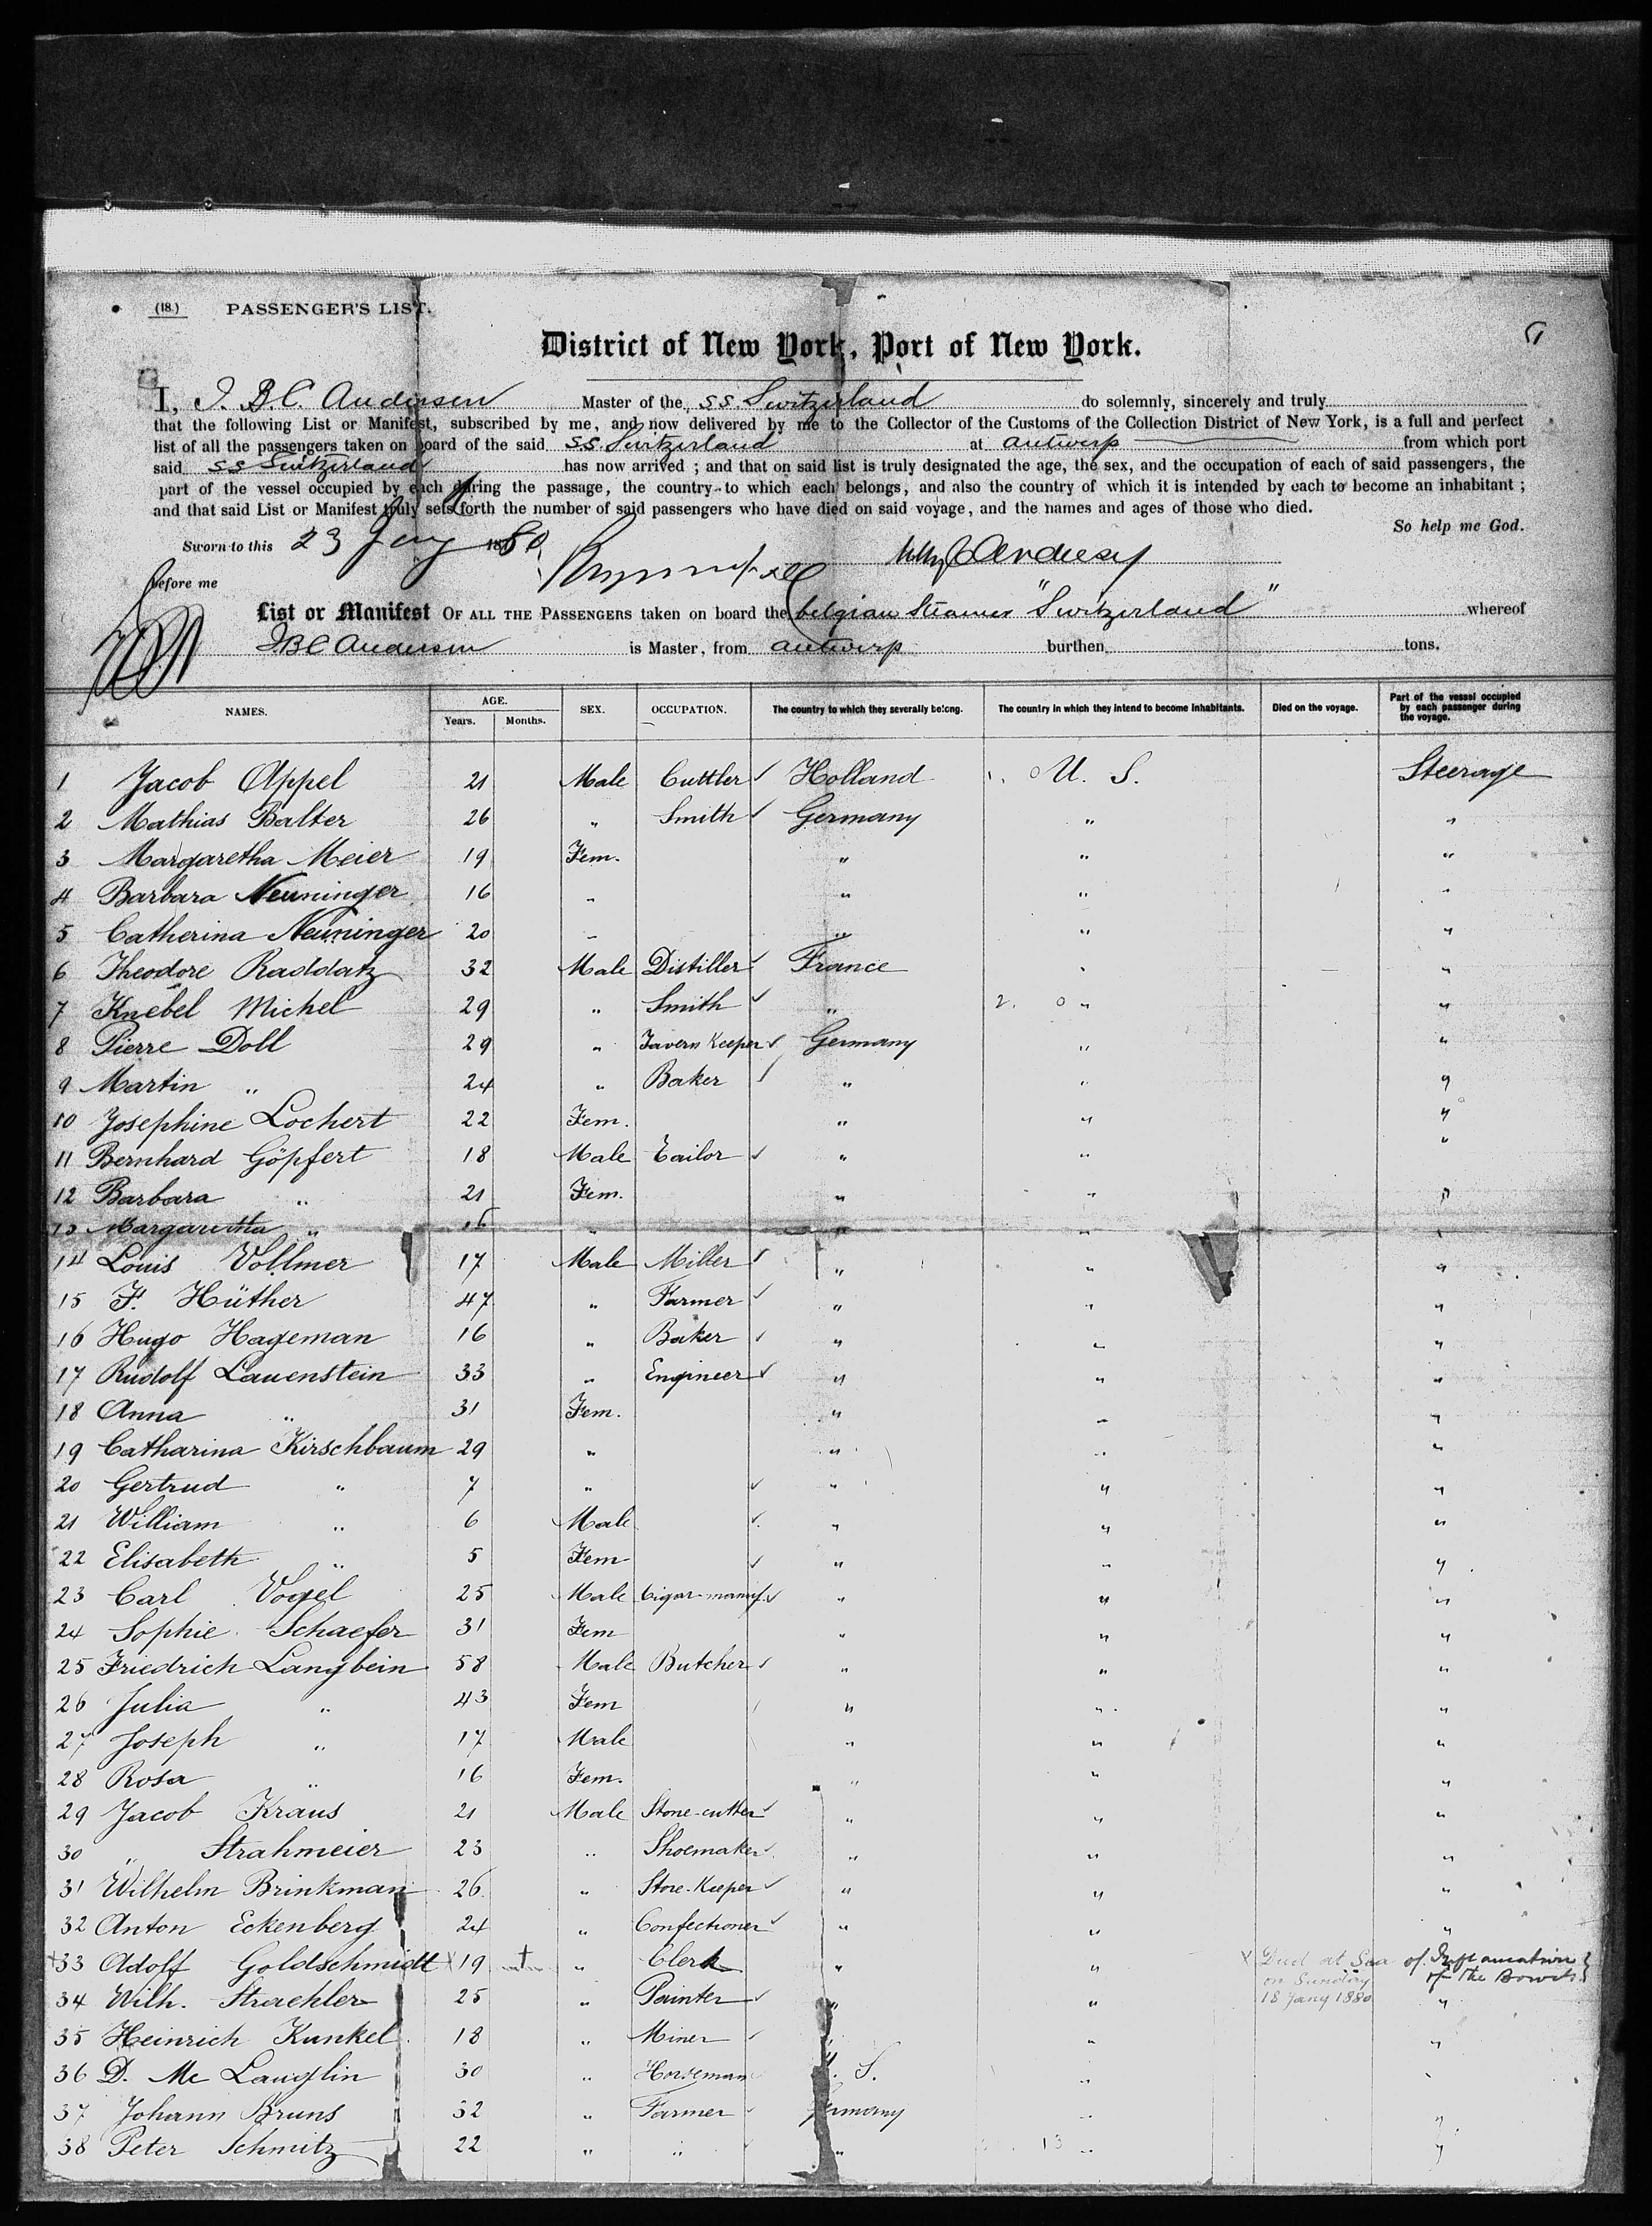 (18.) PASSENGER'S LIST.
District of New York, Port of New York.
I, J. B. C. Andersen Master of the S.S. Switzerland do solemnly, sincerely and truly
that the following List or Manifest, subscribed by me, and now delivered by me to the Collector of the Customs of the Collection District of New York, is a full and perfect
list of all the passengers taken on board of the said S.S. Switzerland at Antwerp from which port
said S.S Switzerland has now arrived ; and that on said list is truly designated the age, the sex, and the occupation of each of said passengers, the
part of the vessel occupied by each during the passage, the country to which each belongs, and also the country of which it is intended by each to become an inhabitant ;
and that said List or Manifest truly sets forth the number of said passengers who have died on said voyage, and the names and ages of those who died.
So help me God.
Sworn to this 23 Jany 1880
before me
List or Manifest OF ALL THE PASSENGERS taken on board the belgian Steamer "Switzerland" whereof
J B C Andersen is Master, from Antwerp burthen tons.
NAMES. AGE. Years. Months. SEX. OCCUPATION. The country to which they severally belong. The country in which they intend to become inhabitants. Died on the voyage. Part of the vessel occupied by each passenger during the voyage.
1 Jacob Appel 21 Male Cuttler ✓ Holland U. S. Steerage
2 Mathias Balter 26 " Smith ✓ Germany " "
3 Margaretha Meier 19 Fem. " " "
4 Barbara Neuninger 16 " " " "
5 Catherina Neuninger 20 " " " "
6 Theodore Raddatz 32 Male Distiller ✓ France " "
7 Knebel Michel 29 " Smith ✓ " 2. 0 " "
8 Pierre Doll 29 " Tavern Keeper ✓ Germany " "
9 Martin " 24 " Baker ✓ " " "
10 Josephine Lochert 22 Fem. " " "
11 Bernhard Göpfert 18 Male Tailor ✓ " " "
12 Barbara " 21 Fem. " " "
13 Margaretha " 16 " " " "
14 Louis Vollmer 17 Male Miller ✓ " " "
15 F. Hüther 47 " Farmer ✓ " " "
16 Hugo Hageman 16 " Baker ✓ " " "
17 Rudolf Lauenstein 33 " Engineer ✓ " " "
18 Anna " 31 Fem. " " "
19 Catharina Kirschbaum 29 " " " "
20 Gertrud " 7 " ✓ " " "
21 William " 6 Male ✓ " " "
22 Elisabeth " 5 Fem ✓ " " "
23 Carl Vogel 25 Male Cigar-manuf. ✓ " " "
24 Sophie Schaefer 31 Fem " " "
25 Friedrich Langbein 58 Male Butcher ✓ " " "
26 Julia " 43 Fem " " "
27 Joseph " 17 Male " " "
28 Rosa " 16 Fem. " " "
29 Jacob Kraus 21 Male Stone-cutter ✓ " " "
30 " Strahmeier 23 " Shoemaker ✓ " " "
31 Wilhelm Brinkman 26 " Store-Keeper ✓ " " "
32 Anton Eckenberg 24 " Confectioner ✓ " " "
33 Adolf Goldschmidt 19 † " Clerk " " Died at Sea of Inflamation
on Sunday of the Bowels
18 Jany 1880
34 Wilh. Straehler 25 " Painter ✓ " " "
35 Heinrich Kunkel 18 " Miner ✓ " " "
36 D. Mc Lauglin 30 " Horseman . S. "
37 Johann Bruns 32 " Farmer Germany " "
38 Peter Schmitz 22 " " " 13 " "